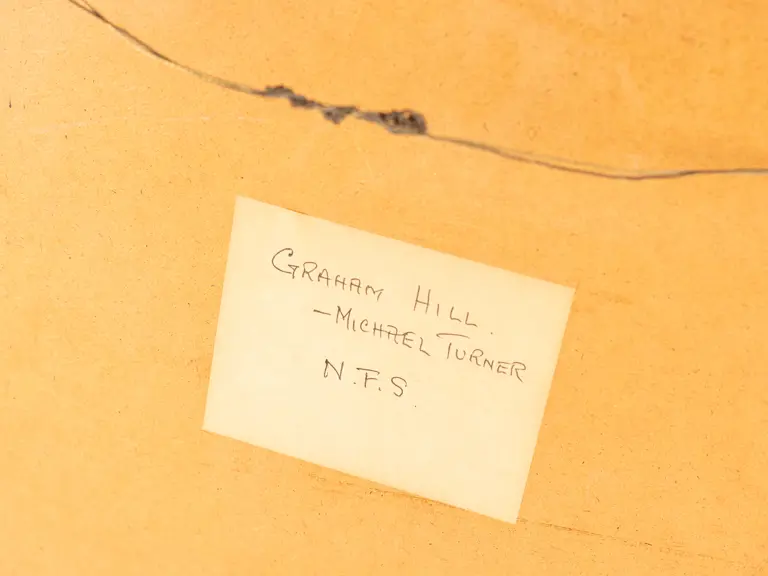 GRAHAM HILL.
- MICHAEL TURNER
N.F.S.